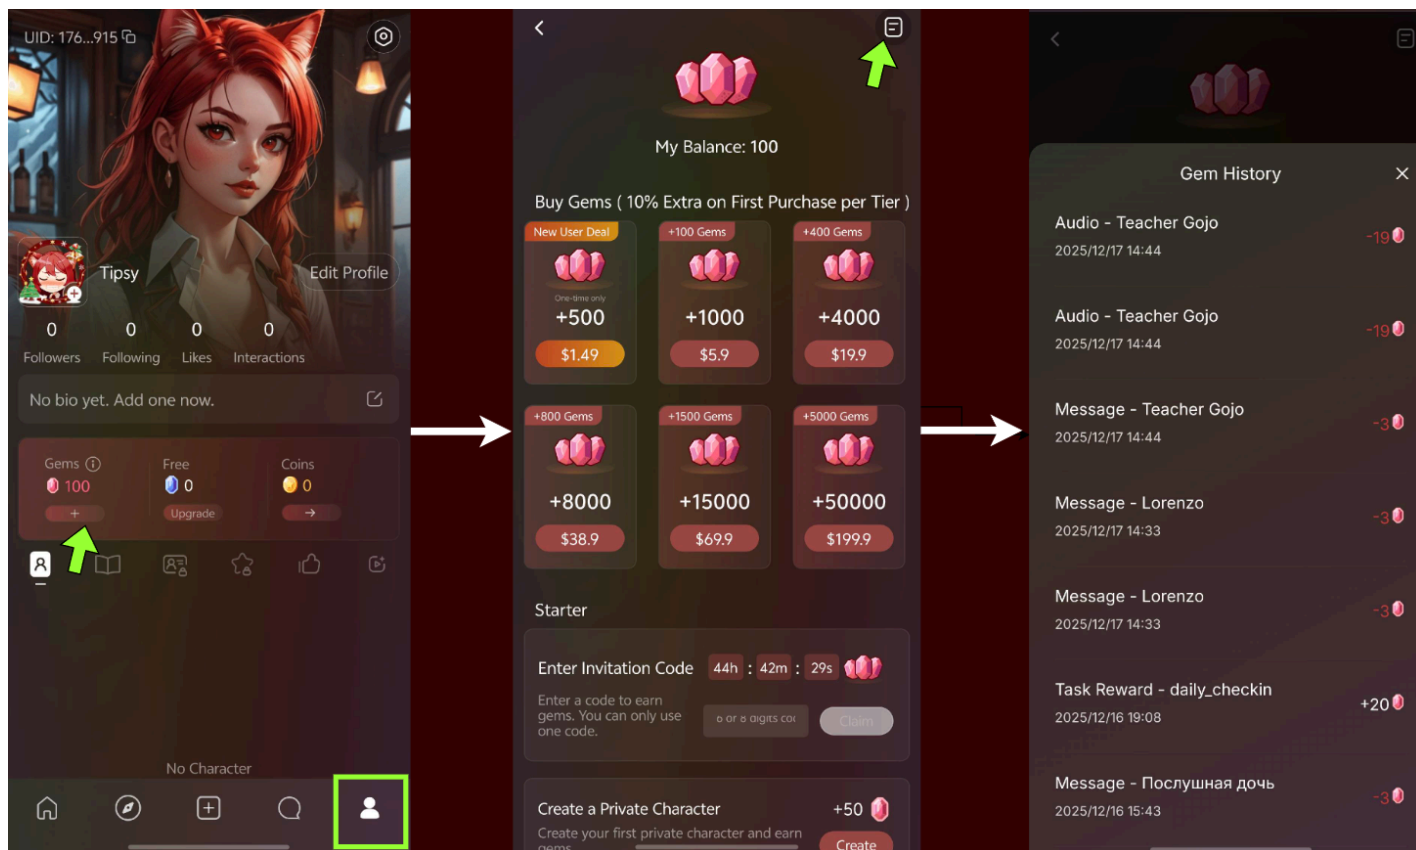 UID: 176...915
Tipsy
Edit Profile
0
0
0
0
Followers
Following
Likes
Interactions
No bio yet. Add one now.
Gems
Free
Coins
100
0
0
+
Upgrade
→
No Character
My Balance: 100
Buy Gems ( 10% Extra on First Purchase per Tier )
New User Deal
+100 Gems
+400 Gems
One-time only
+500
+1000
+4000
$1.49
$5.9
$19.9
+800 Gems
+1500 Gems
+5000 Gems
+8000
+15000
+50000
$38.9
$69.9
$199.9
Starter
Enter Invitation Code
44h : 42m : 29s
Enter a code to earn
gems. You can only use
one code.
6 or 8 digits
Claim
Create a Private Character
+50
Create your first private character and earn
gems
Create
Gem History
Audio - Teacher Gojo
2025/12/17 14:44
-19
Audio - Teacher Gojo
2025/12/17 14:44
-19
Message - Teacher Gojo
2025/12/17 14:44
-3
Message - Lorenzo
2025/12/17 14:33
-3
Message - Lorenzo
2025/12/17 14:33
-3
Task Reward - daily_checkin
2025/12/16 19:08
+20
Message - Послушная дочь
2025/12/16 15:43
-3